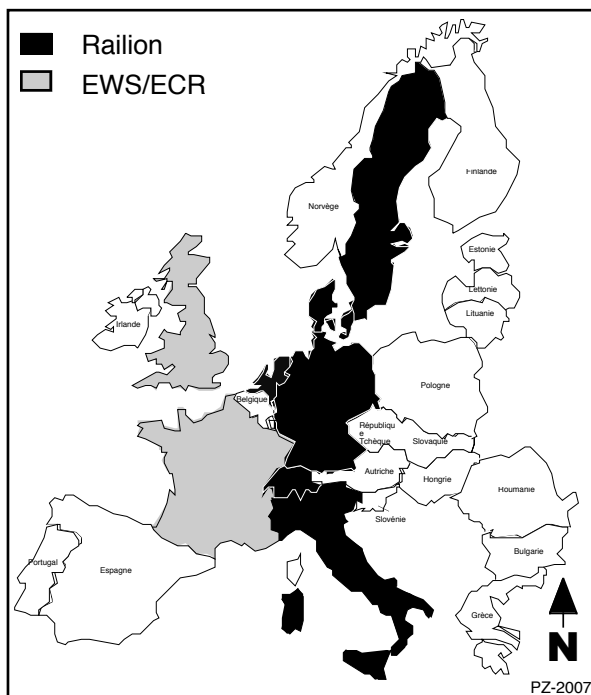 Railion
EWS/ECR
Finlande
Norvège
Estonie
Lettonie
Lituanie
Irlande
Pologne
Belgique
Républiqu
e
Tchèque
Slovaquie
Autriche
Hongrie
Houmanie
Slovénie
Bulgarie
Portugal
Espagne
Grèce
N
PZ-2007